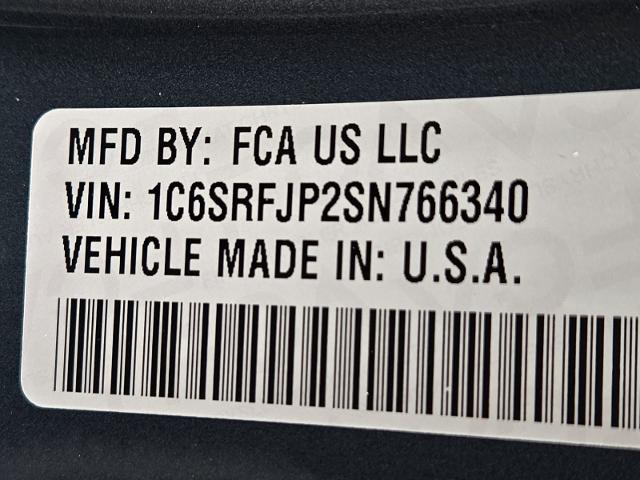 MFD BY: FCA US LLC
VIN: 1C6SRFJP2SN766340
VEHICLE MADE IN: U.S.A.